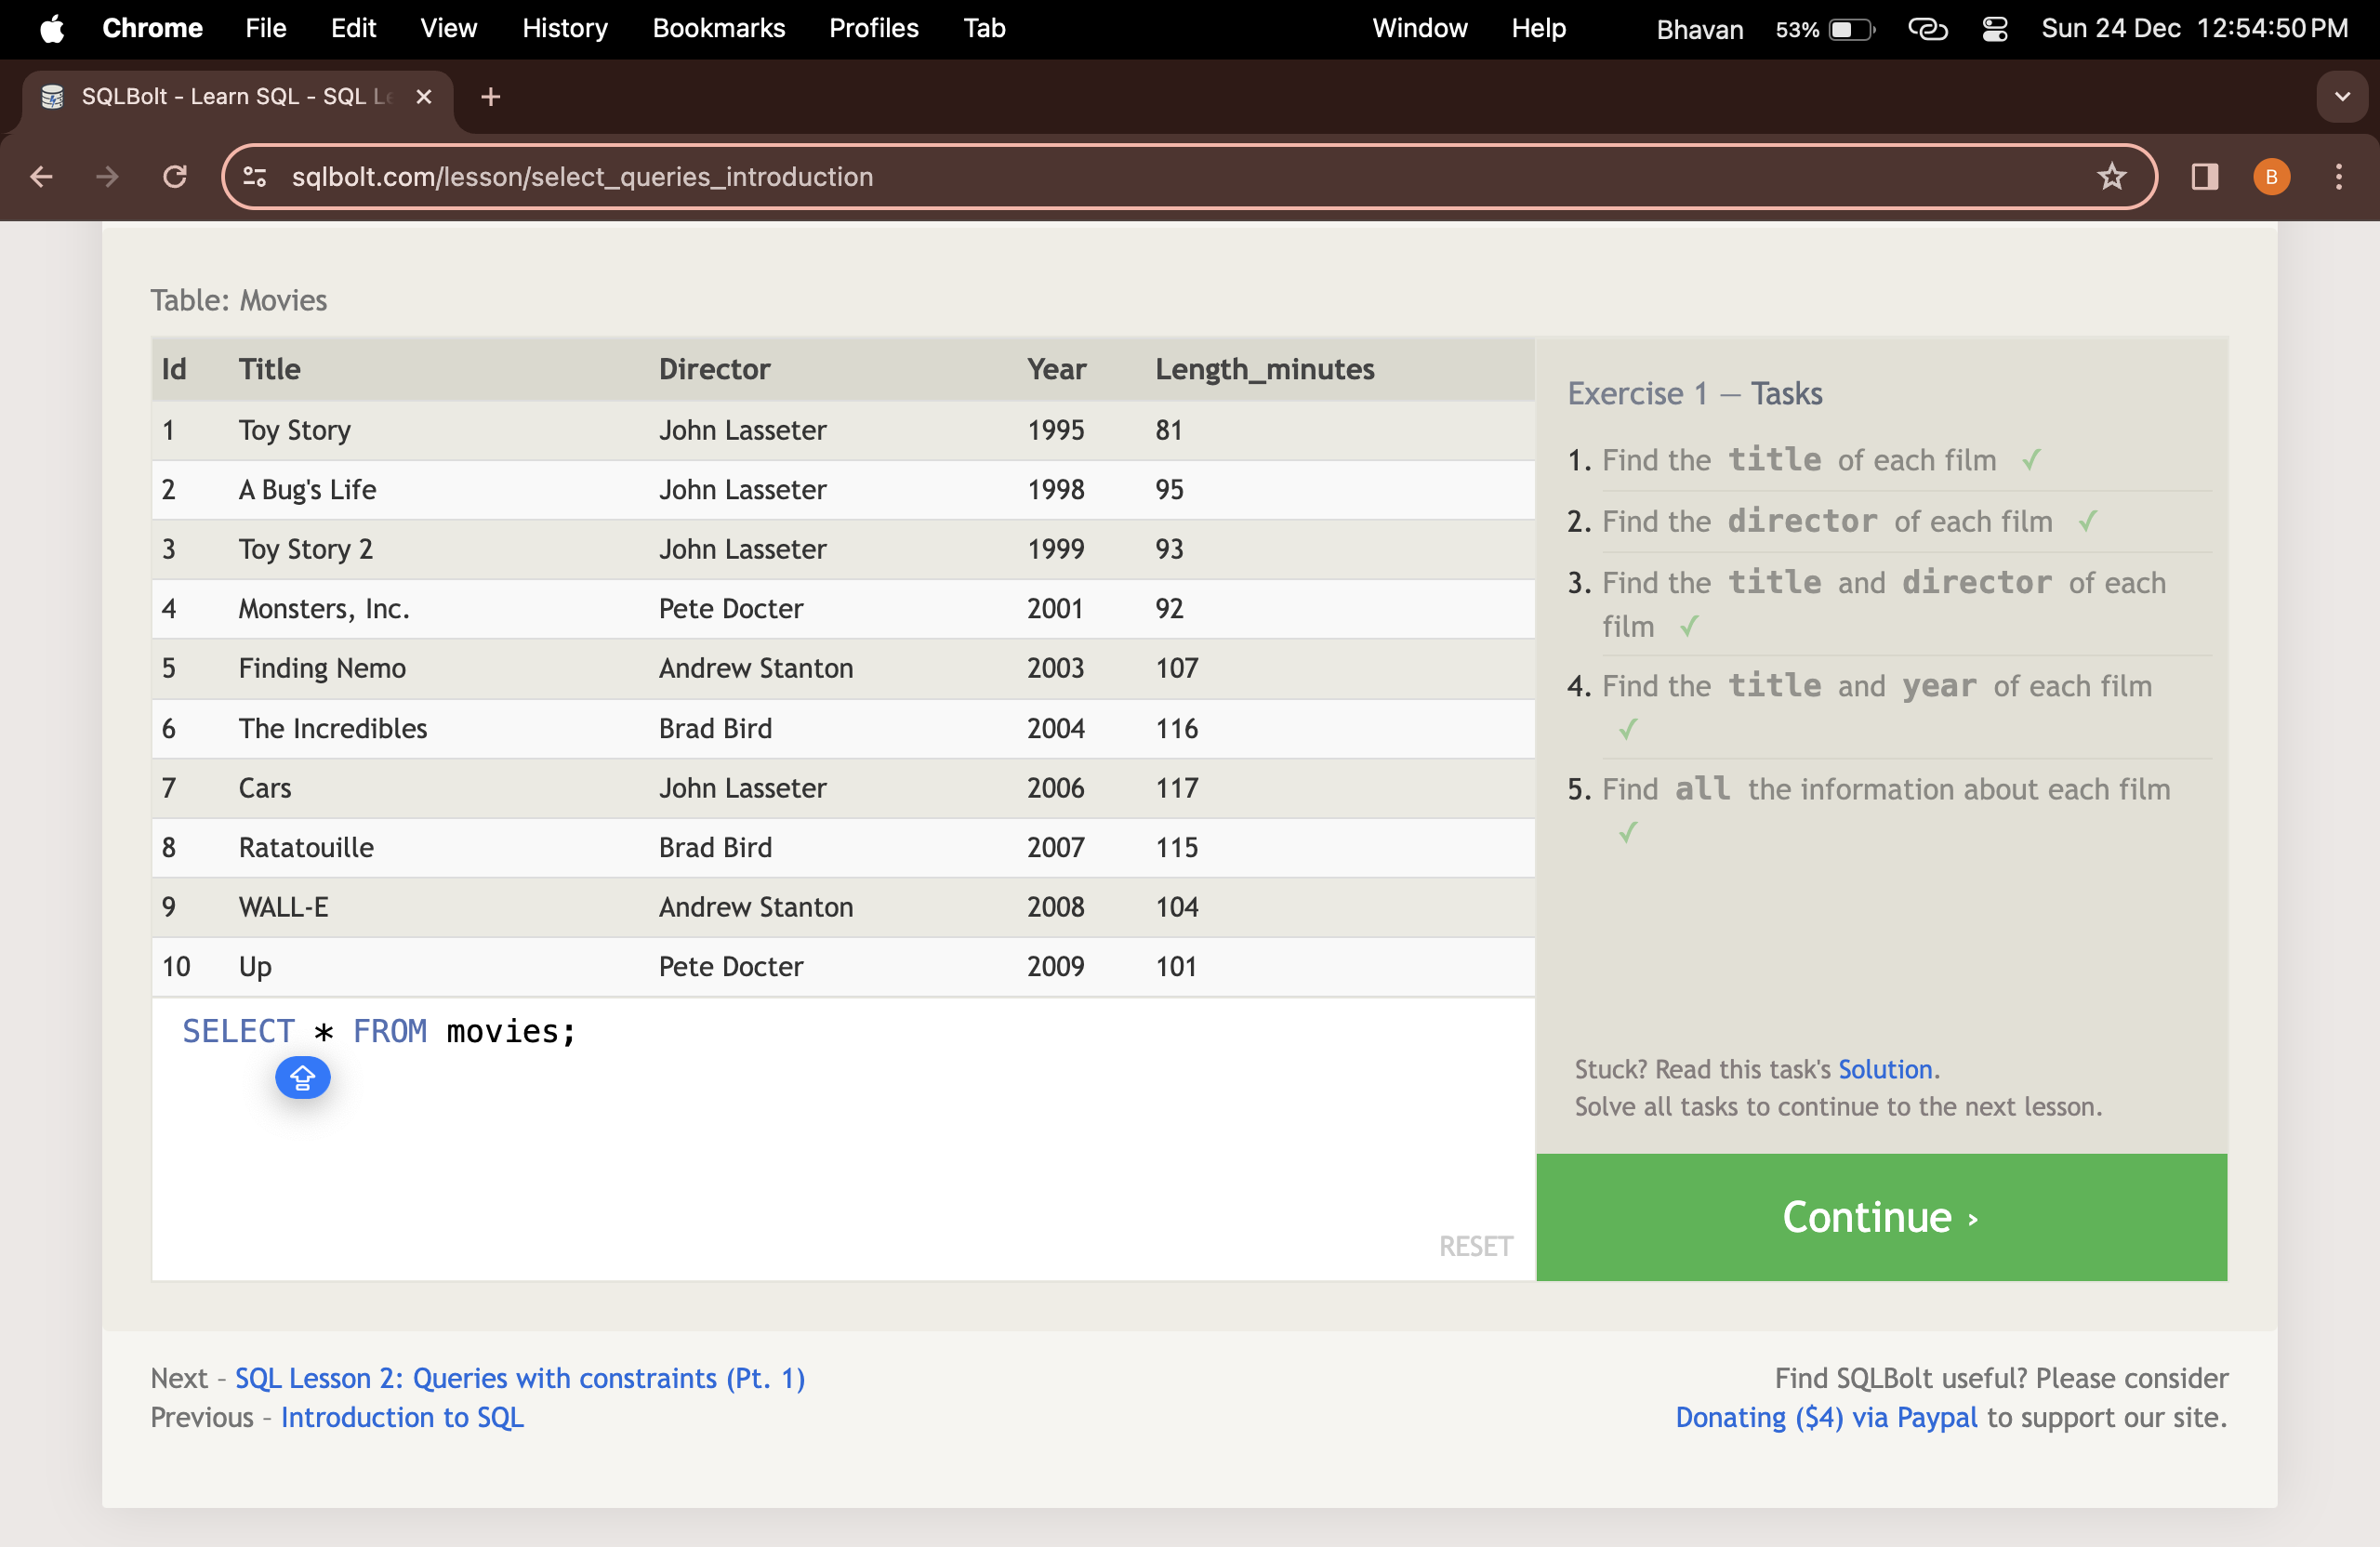 Chrome File Edit View History Bookmarks Profiles Tab Window Help Bhavan 53% Sun 24 Dec 12:54:50 PM
SQLBolt - Learn SQL - SQL
sqlbolt.com/lesson/select_queries_introduction
B
Table: Movies
Id Title Director Year Length_minutes
1 Toy Story John Lasseter 1995 81
2 A Bug's Life John Lasseter 1998 95
3 Toy Story 2 John Lasseter 1999 93
4 Monsters, Inc. Pete Docter 2001 92
5 Finding Nemo Andrew Stanton 2003 107
6 The Incredibles Brad Bird 2004 116
7 Cars John Lasseter 2006 117
8 Ratatouille Brad Bird 2007 115
9 WALL-E Andrew Stanton 2008 104
10 Up Pete Docter 2009 101
SELECT * FROM movies;
RESET
Exercise 1 — Tasks
1. Find the title of each film ✓
2. Find the director of each film ✓
3. Find the title and director of each
film ✓
4. Find the title and year of each film
✓
5. Find all the information about each film
✓
Stuck? Read this task's Solution.
Solve all tasks to continue to the next lesson.
Continue ›
Next – SQL Lesson 2: Queries with constraints (Pt. 1)
Previous – Introduction to SQL
Find SQLBolt useful? Please consider
Donating ($4) via Paypal to support our site.